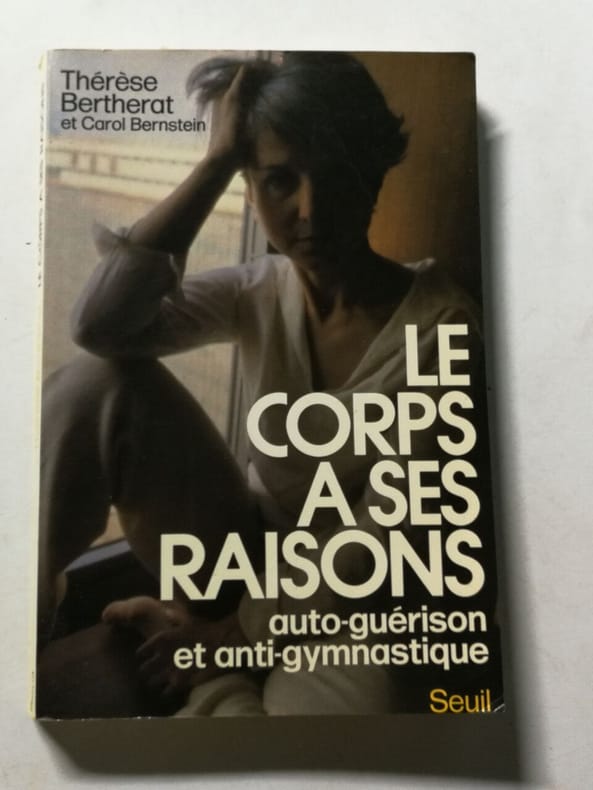 Thérèse
Bertherat
et Carol Bernstein
LE
CORPS
A SES
RAISONS
auto-guérison
et anti-gymnastique
Seuil